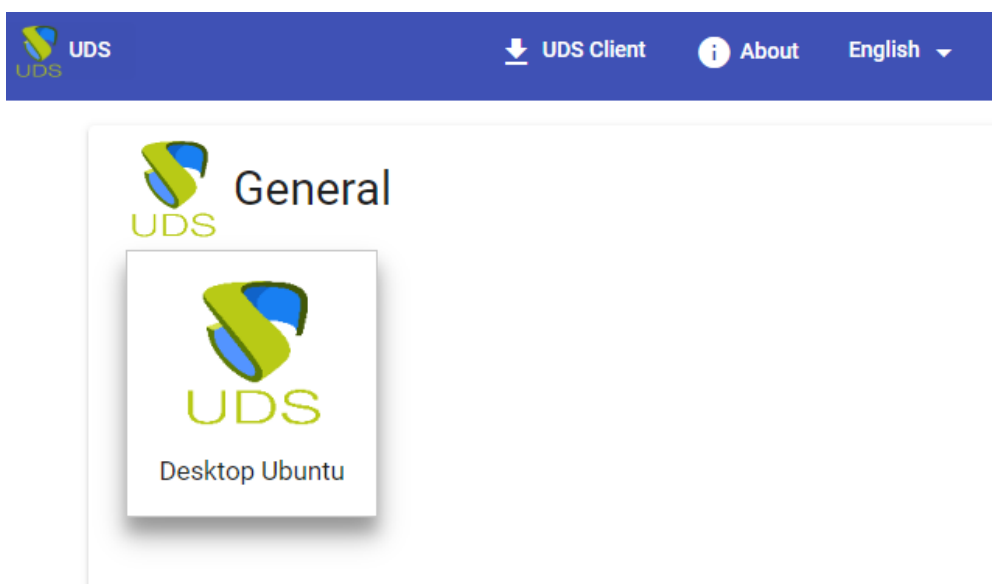 UDS UDS UDS Client i About English
General
UDS
UDS
Desktop Ubuntu